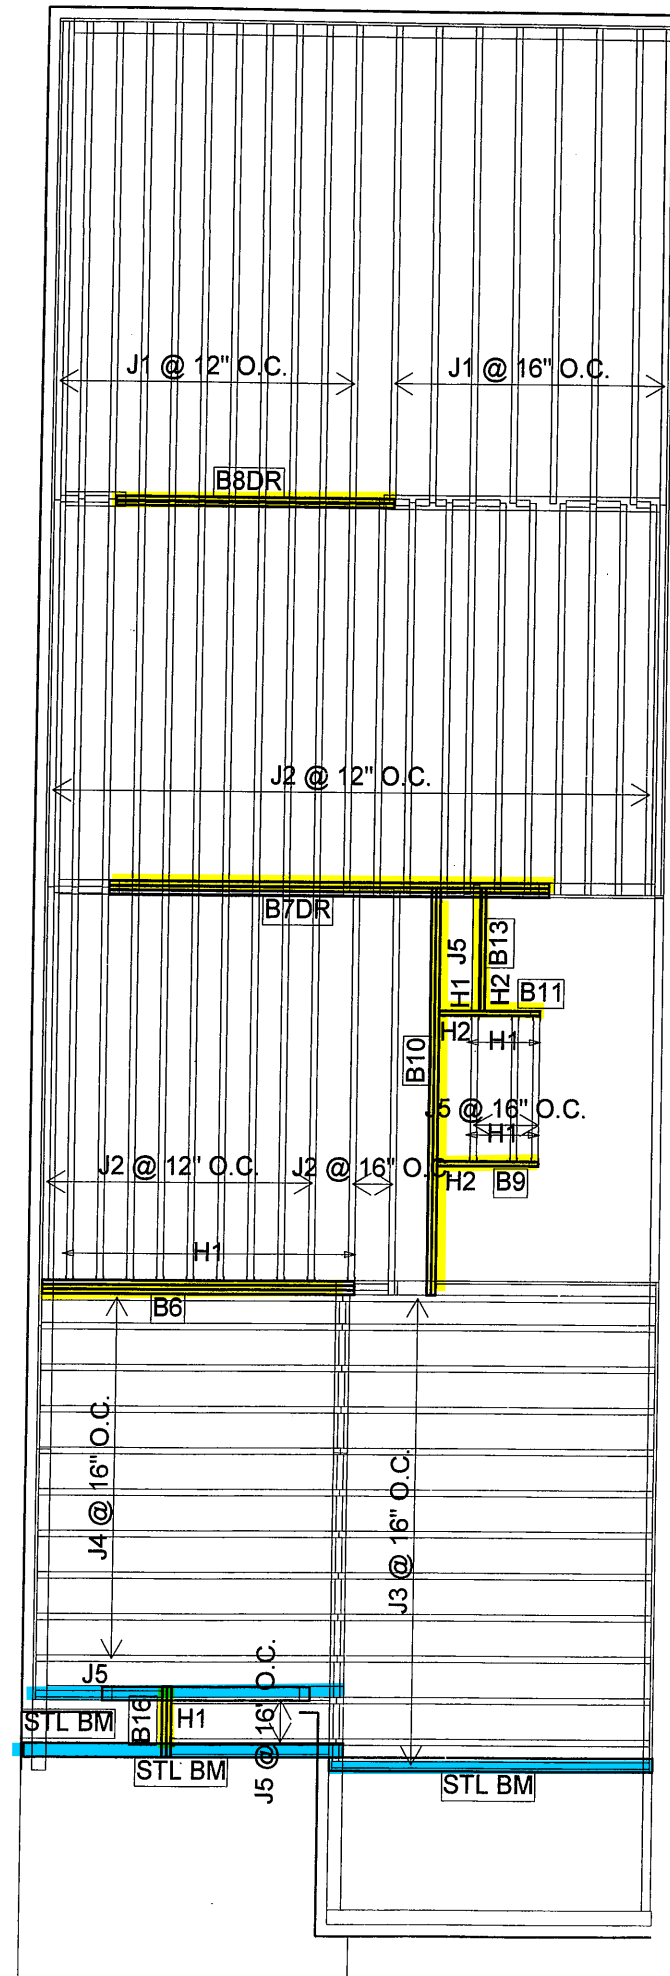 J1 @ 12" O.C.
J1 @ 16" O.C.
B8DR
J2 @ 12" O.C.
B7DR
J5
B13
H1
H2
B11
H2
H1
B10
J5 @ 16" O.C.
H1
J2 @ 12" O.C.
J2 @ 16" O.C.
H2
B9
H1
B6
J4 @ 16" O.C.
J3 @ 16" O.C.
J5
STL BM
B16
H1
J5 @ 16" O.C.
STL BM
STL BM